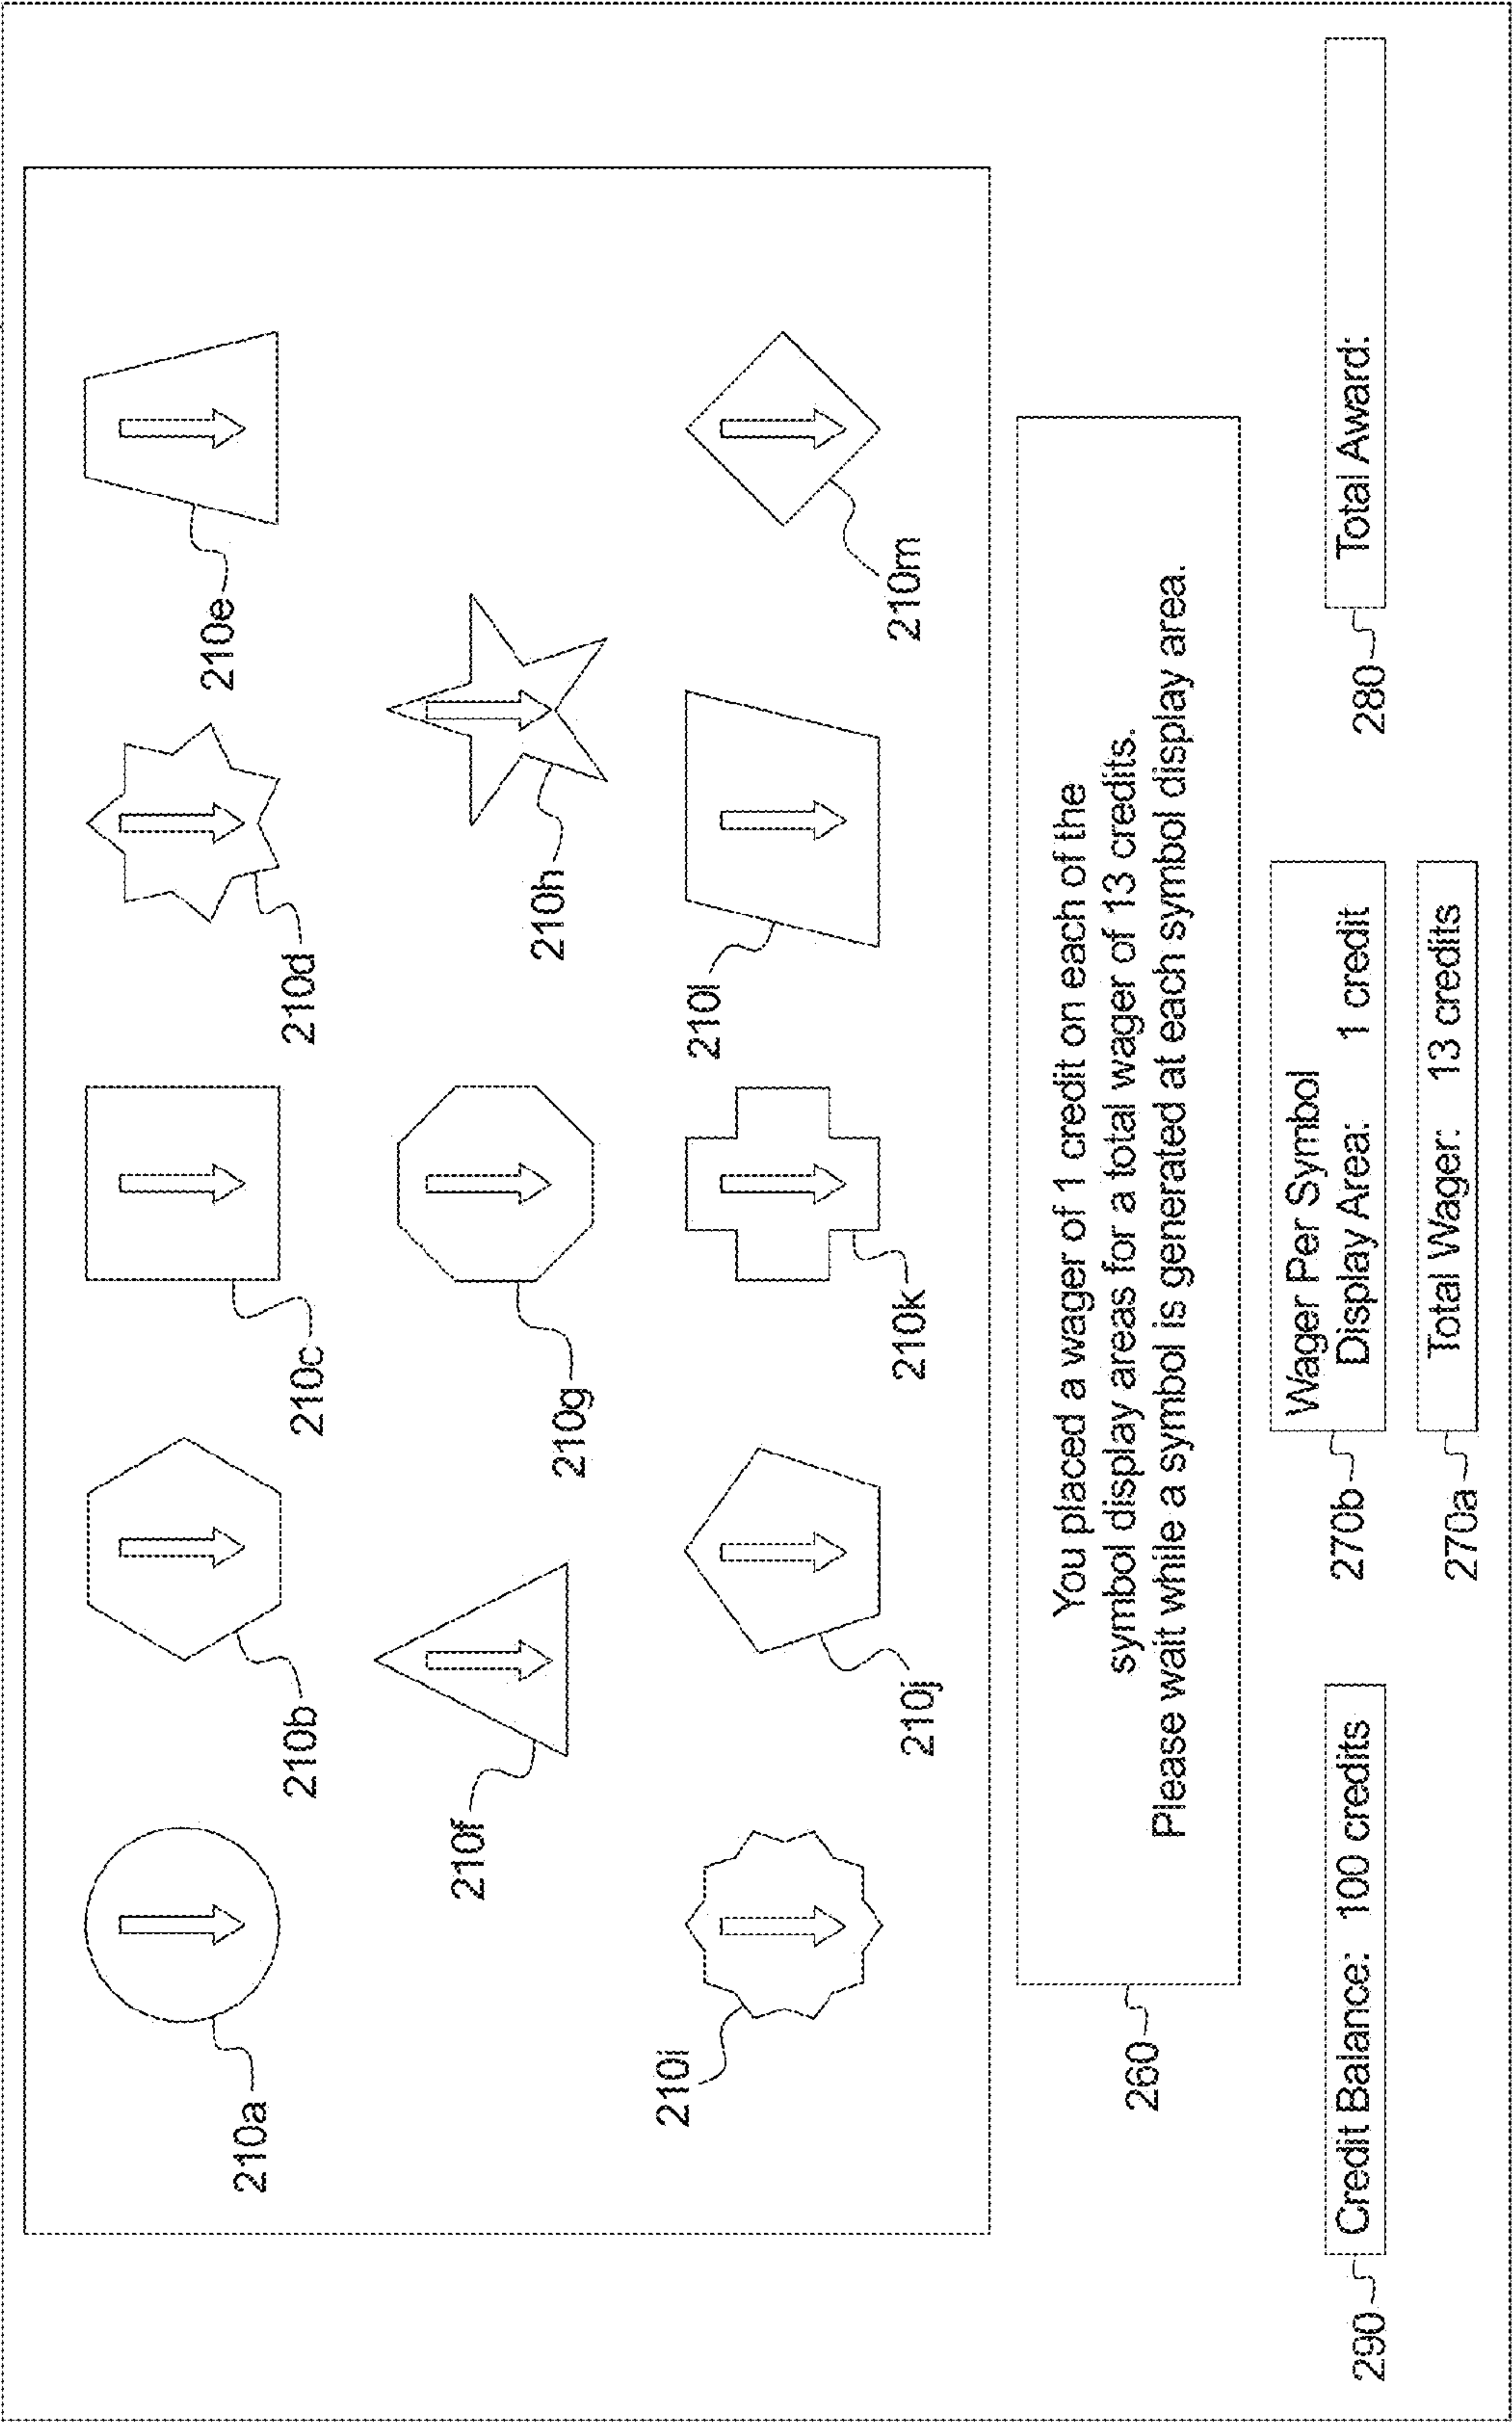 210a
210b
210c
210d
210e
210f
210g
210h
210i
210j
210k
210l
210m
You placed a wager of 1 credit on each of the
symbol display areas for a total wager of 13 credits.
Please wait while a symbol is generated at each symbol display area.
260
290
Credit Balance: 100 credits
270b
Wager Per Symbol
Display Area: 1 credit
270a
Total Wager: 13 credits
280
Total Award: